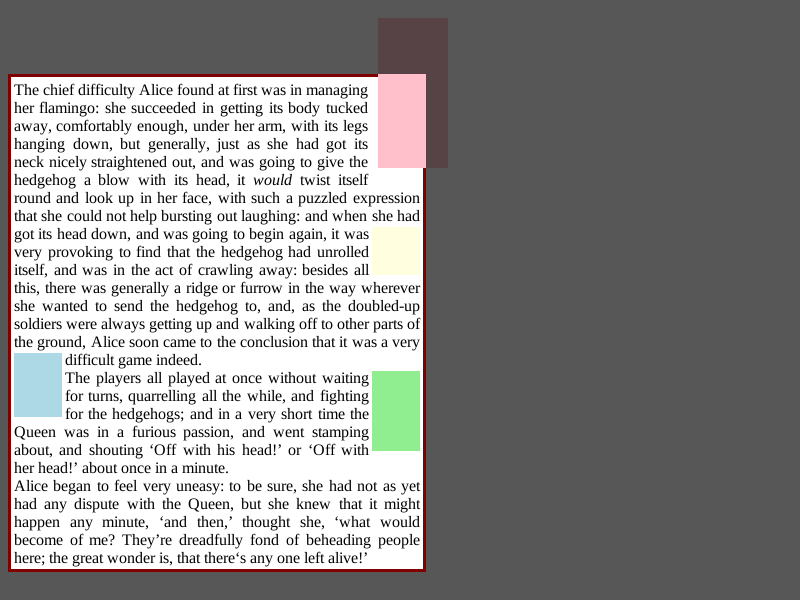 The chief difficulty Alice found at first was in managing
her flamingo: she succeeded in getting its body tucked
away, comfortably enough, under her arm, with its legs
hanging down, but generally, just as she had got its
neck nicely straightened out, and was going to give the
hedgehog a blow with its head, it would twist itself
round and look up in her face, with such a puzzled expression
that she could not help bursting out laughing: and when she had
got its head down, and was going to begin again, it was
very provoking to find that the hedgehog had unrolled
itself, and was in the act of crawling away: besides all
this, there was generally a ridge or furrow in the way wherever
she wanted to send the hedgehog to, and, as the doubled-up
soldiers were always getting up and walking off to other parts of
the ground, Alice soon came to the conclusion that it was a very
difficult game indeed.
The players all played at once without waiting
for turns, quarrelling all the while, and fighting
for the hedgehogs; and in a very short time the
Queen was in a furious passion, and went stamping
about, and shouting ‘Off with his head!’ or ‘Off with
her head!’ about once in a minute.
Alice began to feel very uneasy: to be sure, she had not as yet
had any dispute with the Queen, but she knew that it might
happen any minute, ‘and then,’ thought she, ‘what would
become of me? They’re dreadfully fond of beheading people
here; the great wonder is, that there‘s any one left alive!’